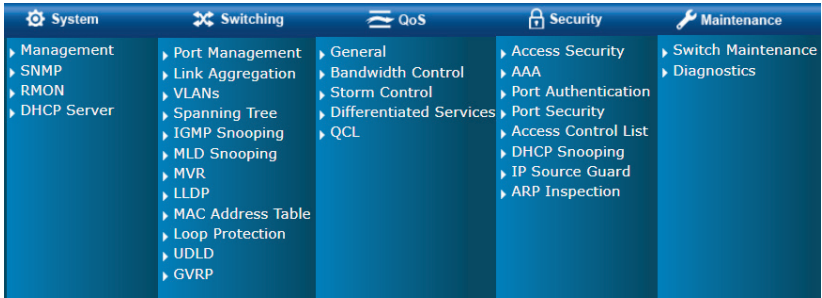 System
Management
SNMP
RMON
DHCP Server
Switching
Port Management
Link Aggregation
VLANs
Spanning Tree
IGMP Snooping
MLD Snooping
MVR
LLDP
MAC Address Table
Loop Protection
UDLD
GVRP
QoS
General
Bandwidth Control
Storm Control
Differentiated Services
QCL
Security
Access Security
AAA
Port Authentication
Port Security
Access Control List
DHCP Snooping
IP Source Guard
ARP Inspection
Maintenance
Switch Maintenance
Diagnostics